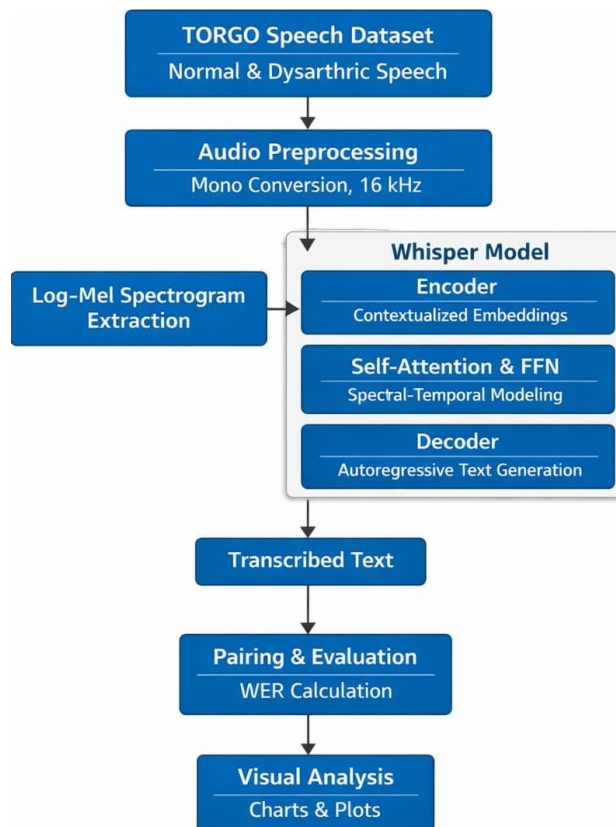 TORGO Speech Dataset
Normal & Dysarthric Speech
Audio Preprocessing
Mono Conversion, 16 kHz
Log-Mel Spectrogram
Extraction
Whisper Model
Encoder
Contextualized Embeddings
Self-Attention & FFN
Spectral-Temporal Modeling
Decoder
Autoregressive Text Generation
Transcribed Text
Pairing & Evaluation
WER Calculation
Visual Analysis
Charts & Plots